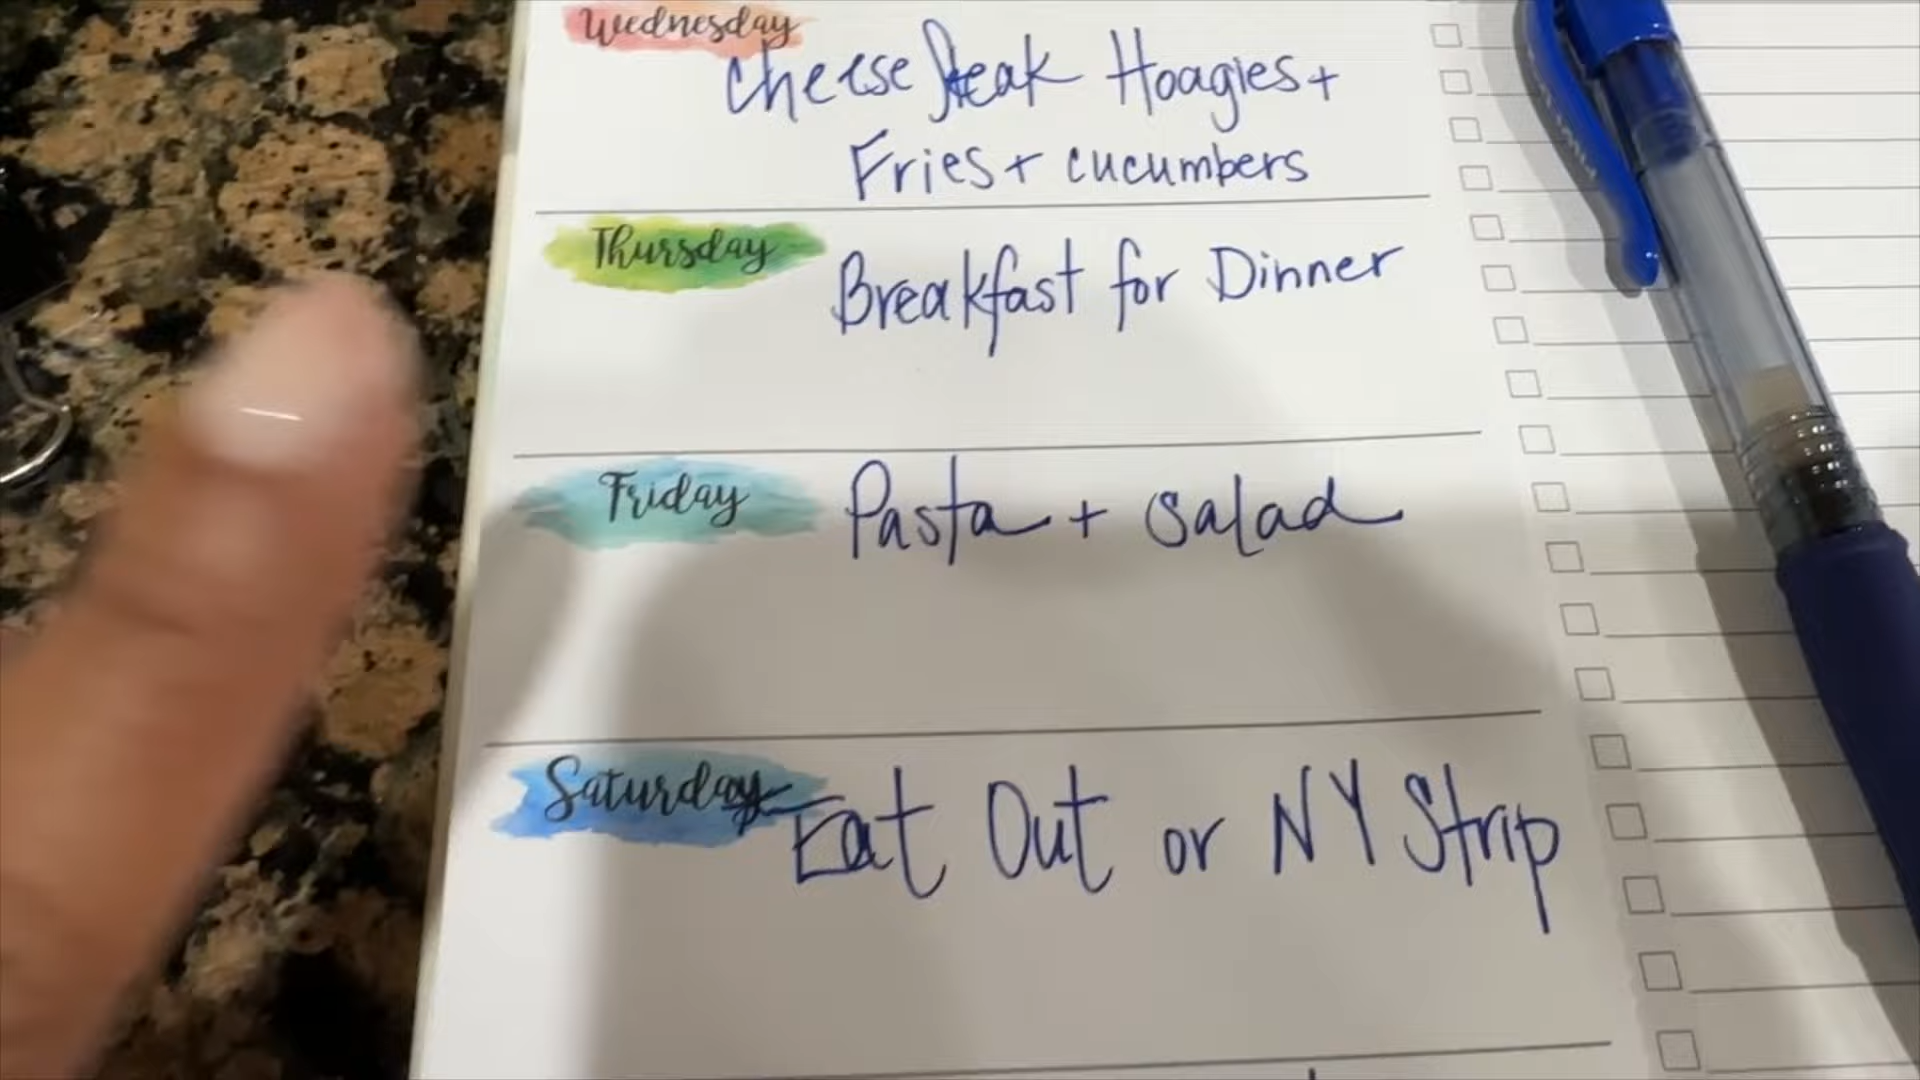 Wednesday
Cheese Steak Hoagies +
Fries + cucumbers
Thursday
Breakfast for Dinner
Friday
Pasta + Salad
Saturday
Eat Out or NY Strip